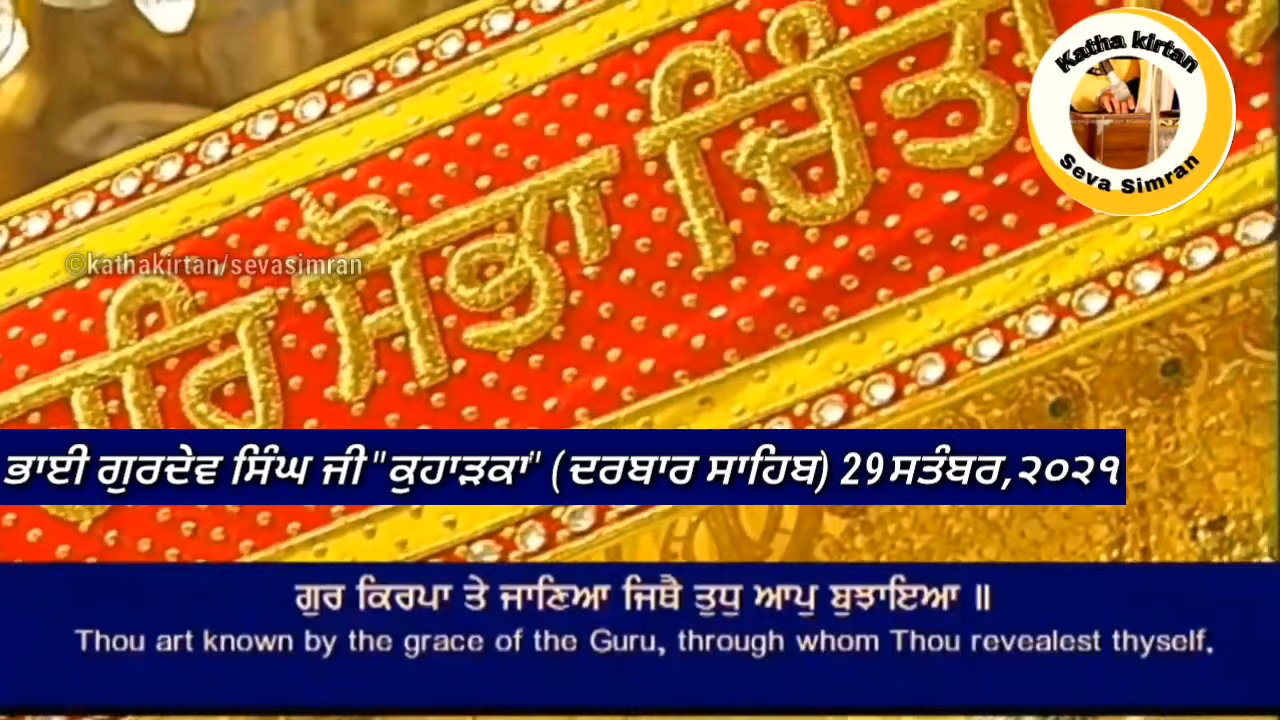 Katha kirtan
Seva Simran
ਹਰਿ ਸੋਭਾ ਚਿੰਤ
©kathakirtan/sevasimran
ਭਾਈ ਗੁਰਦੇਵ ਸਿੰਘ ਜੀ "ਕੁਹਾੜਕਾ" (ਦਰਬਾਰ ਸਾਹਿਬ) 29 ਸਤੰਬਰ,੨੦੨੧
ਗੁਰ ਕਿਰਪਾ ਤੇ ਜਾਣਿਆ ਜਿਥੈ ਤੁਧੁ ਆਪੁ ਬੁਝਾਇਆ ॥
Thou art known by the grace of the Guru, through whom Thou revealest thyself.